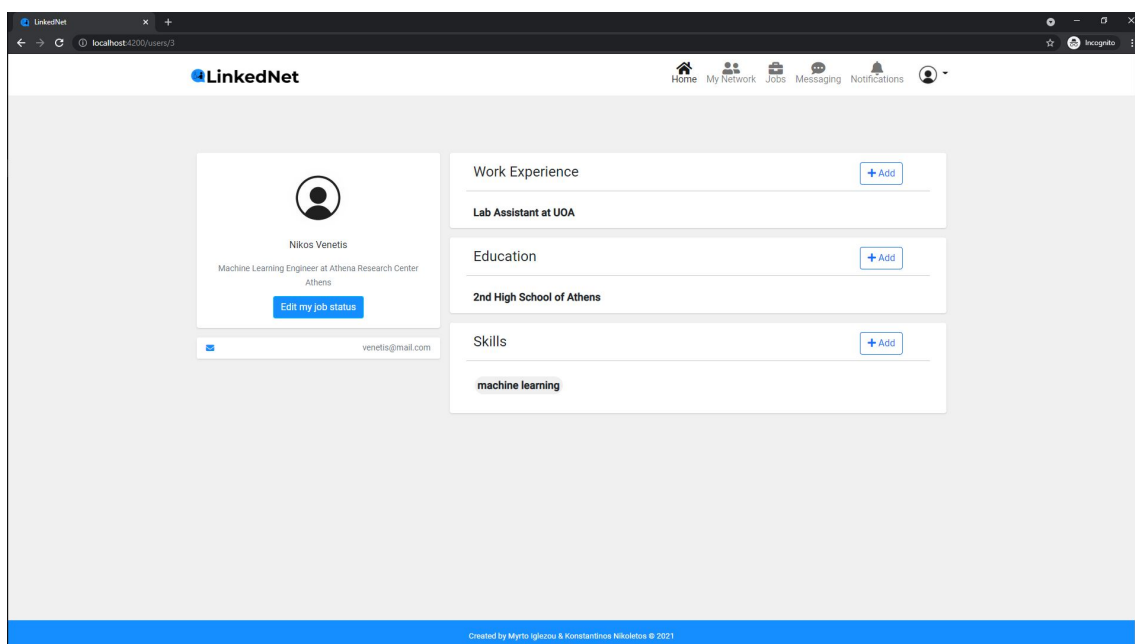 LinkedNet
localhost:4200/users/3
Incognito
LinkedNet
Home My Network Jobs Messaging Notifications
Nikos Venetis
Machine Learning Engineer at Athena Research Center
Athens
Edit my job status
venetis@mail.com
Work Experience
+ Add
Lab Assistant at UOA
Education
+ Add
2nd High School of Athens
Skills
+ Add
machine learning
Created by Myrto Iglezou & Konstantinos Nikoletos © 2021